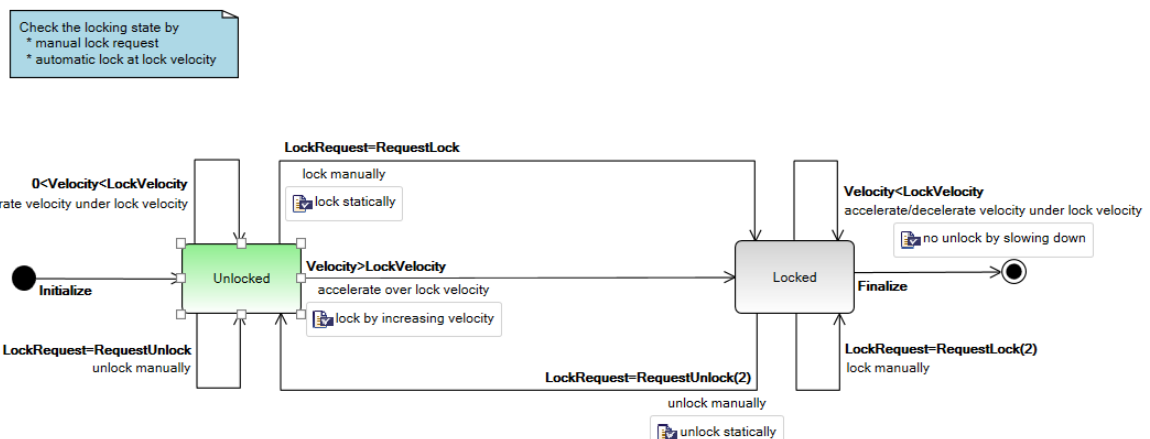 Check the locking state by
* manual lock request
* automatic lock at lock velocity
LockRequest=RequestLock
lock manually
lock statically
0<Velocity<LockVelocity
rate velocity under lock velocity
Velocity<LockVelocity
accelerate/decelerate velocity under lock velocity
no unlock by slowing down
Unlocked
Velocity>LockVelocity
accelerate over lock velocity
lock by increasing velocity
Locked
Initialize
Finalize
LockRequest=RequestUnlock
unlock manually
LockRequest=RequestUnlock(2)
unlock manually
unlock statically
LockRequest=RequestLock(2)
lock manually